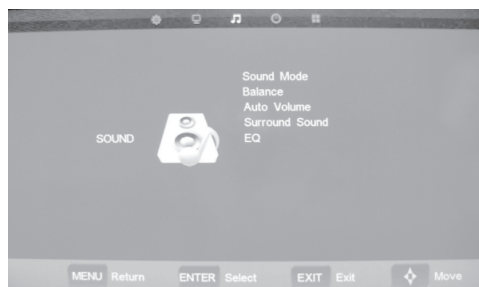 Sound Mode
Balance
Auto Volume
Surround Sound
SOUND
EQ
MENU Return ENTER Select EXIT Exit Move